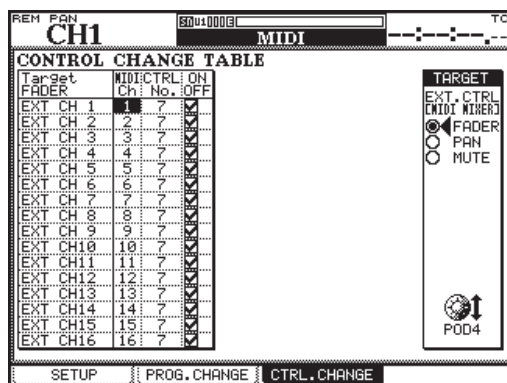 REM PAN
CH1
MIDI
TC
--:--:--.--
CONTROL CHANGE TABLE
Target FADER MIDI Ch CTRL No. ON OFF
EXT CH 1 1 7
EXT CH 2 2 7
EXT CH 3 3 7
EXT CH 4 4 7
EXT CH 5 5 7
EXT CH 6 6 7
EXT CH 7 7 7
EXT CH 8 8 7
EXT CH 9 9 7
EXT CH10 10 7
EXT CH11 11 7
EXT CH12 12 7
EXT CH13 13 7
EXT CH14 14 7
EXT CH15 15 7
EXT CH16 16 7
TARGET
EXT.CTRL
[MIDI MIXER]
FADER
PAN
MUTE
POD4
SETUP PROG.CHANGE CTRL.CHANGE